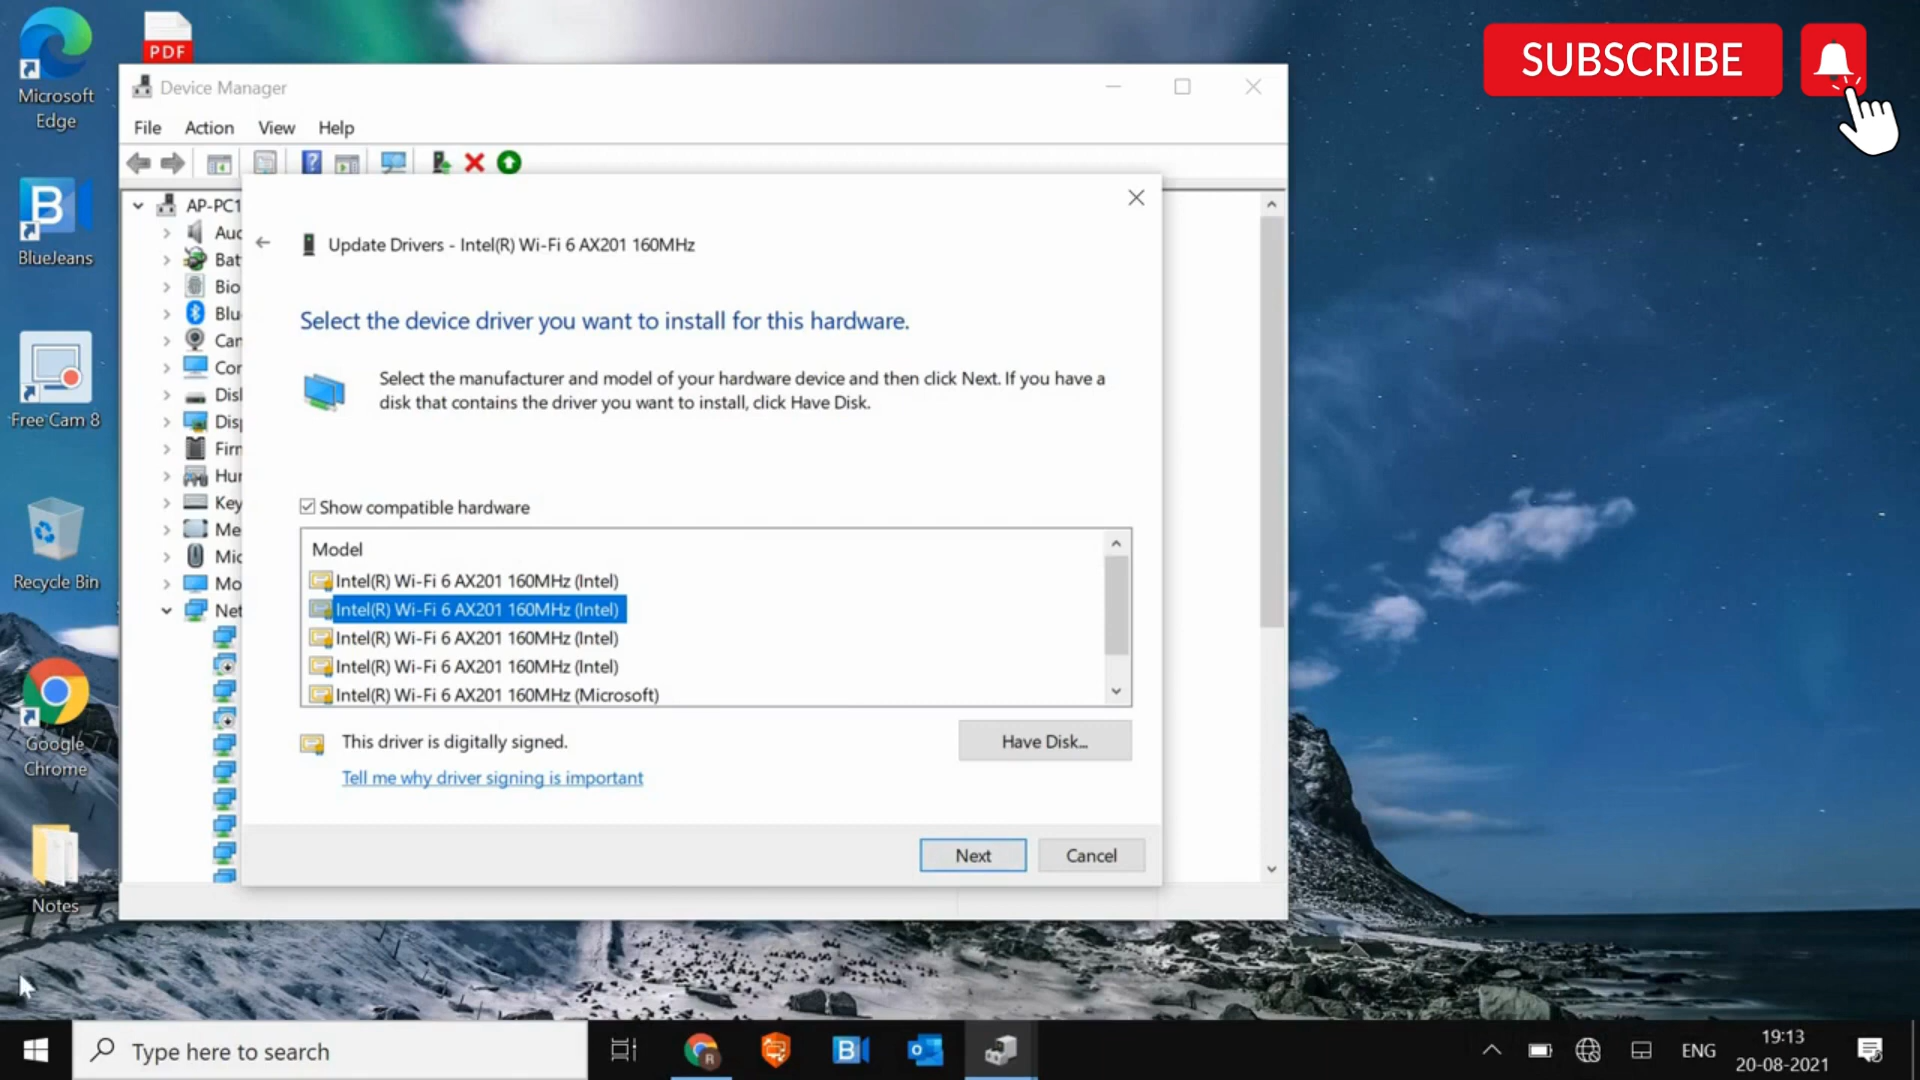 PDF
SUBSCRIBE
Microsoft
Edge
BlueJeans
Free Cam 8
Recycle Bin
Google
Chrome
Notes
Device Manager
File Action View Help
AP-PC1
Auc
Bat
Bio
Blu
Can
Cor
Disl
Disp
Firn
Hur
Key
Me
Mic
Mo
Net
Update Drivers - Intel(R) Wi-Fi 6 AX201 160MHz
Select the device driver you want to install for this hardware.
Select the manufacturer and model of your hardware device and then click Next. If you have a
disk that contains the driver you want to install, click Have Disk.
Show compatible hardware
Model
Intel(R) Wi-Fi 6 AX201 160MHz (Intel)
Intel(R) Wi-Fi 6 AX201 160MHz (Intel)
Intel(R) Wi-Fi 6 AX201 160MHz (Intel)
Intel(R) Wi-Fi 6 AX201 160MHz (Intel)
Intel(R) Wi-Fi 6 AX201 160MHz (Microsoft)
This driver is digitally signed.
Have Disk...
Tell me why driver signing is important
Next
Cancel
Type here to search
ENG
19:13
20-08-2021